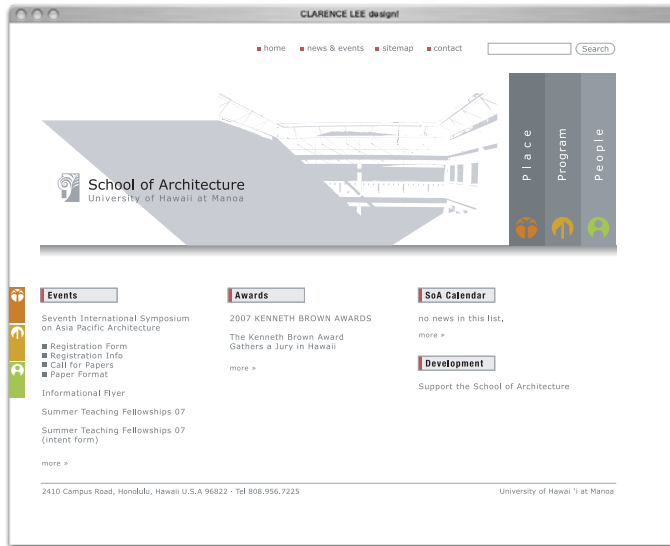 CLARENCE LEE design!
home
news & events
sitemap
contact
Search
Place
Program
People
School of Architecture
University of Hawaii at Manoa
Events
Seventh International Symposium
on Asia Pacific Architecture
Registration Form
Registration Info
Call for Papers
Paper Format
Informational Flyer
Summer Teaching Fellowships 07
Summer Teaching Fellowships 07
(intent form)
more »
Awards
2007 KENNETH BROWN AWARDS
The Kenneth Brown Award
Gathers a Jury in Hawaii
more »
SoA Calendar
no news in this list,
more »
Development
Support the School of Architecture
2410 Campus Road, Honolulu, Hawaii U.S.A 96822 · Tel 808.956.7225
University of Hawai 'i at Manoa